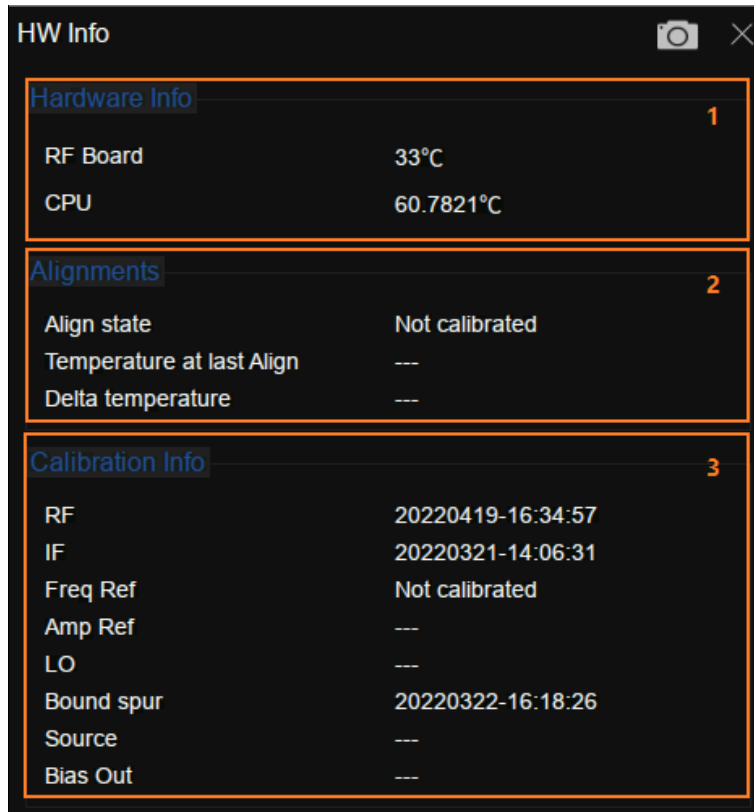 HW Info
Hardware Info
1
RF Board 33°C
CPU 60.7821°C
Alignments
2
Align state Not calibrated
Temperature at last Align ---
Delta temperature ---
Calibration Info
3
RF 20220419-16:34:57
IF 20220321-14:06:31
Freq Ref Not calibrated
Amp Ref ---
LO ---
Bound spur 20220322-16:18:26
Source ---
Bias Out ---